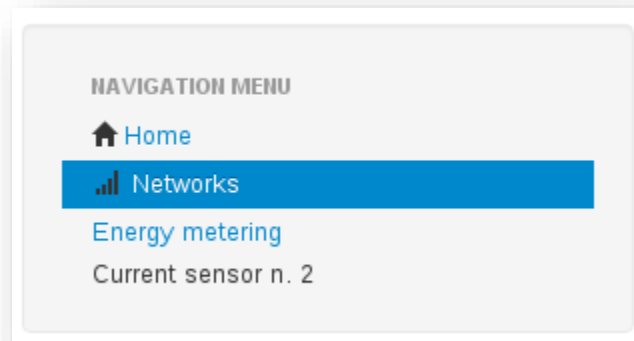 NAVIGATION MENU
Home
Networks
Energy metering
Current sensor n. 2